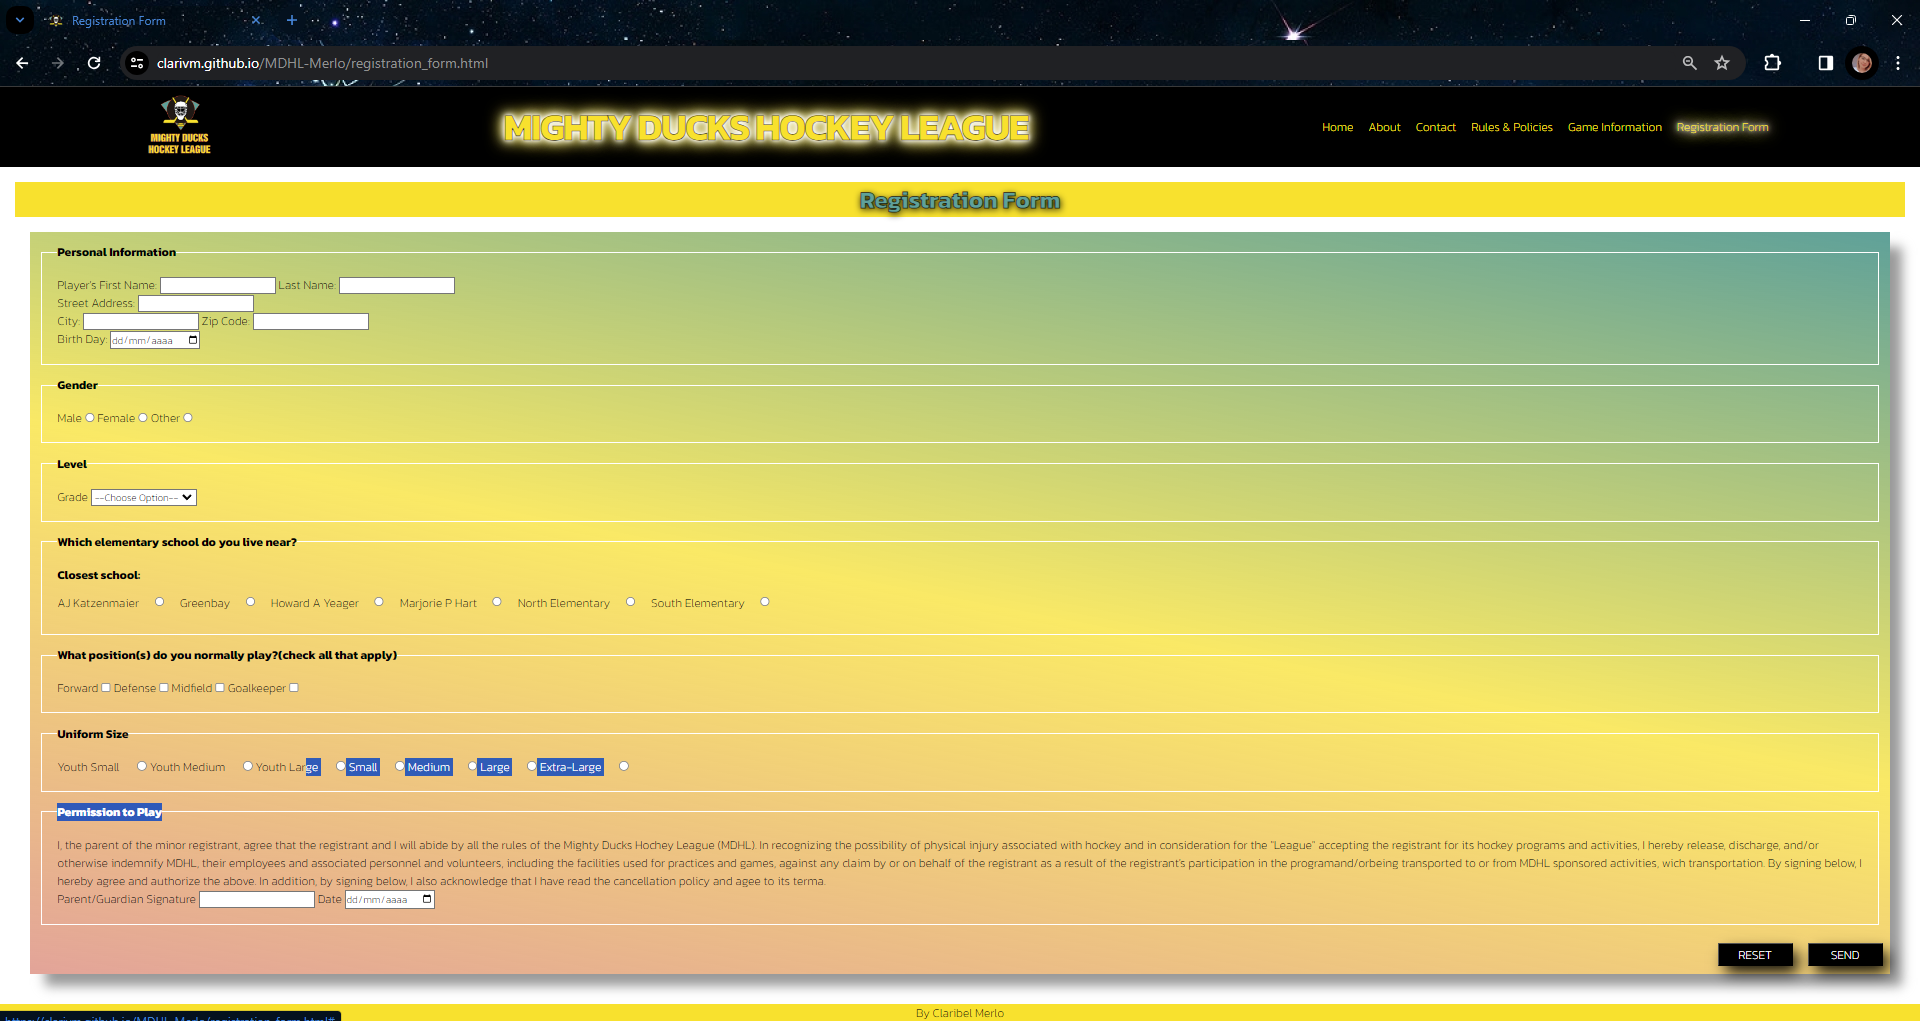 Registration Form
clarivm.github.io/MDHL-Merlo/registration_form.html
MIGHTY DUCKS
HOCKEY LEAGUE
MIGHTY DUCKS HOCKEY LEAGUE
Home About Contact Rules & Policies Game Information Registration Form
Registration Form
Personal Information
Player's First Name: Last Name:
Street Address:
City: Zip Code:
Birth Day: dd/mm/aaaa
Gender
Male Female Other
Level
Grade --Choose Option--
Which elementary school do you live near?
Closest school:
AJ Katzenmaier Greenbay Howard A Yeager Marjorie P Hart North Elementary South Elementary
What position(s) do you normally play?(check all that apply)
Forward Defense Midfield Goalkeeper
Uniform Size
Youth Small Youth Medium Youth Large Small Medium Large Extra-Large
Permission to Play
I, the parent of the minor registrant, agree that the registrant and I will abide by all the rules of the Mighty Ducks Hochey League (MDHL). In recognizing the possibility of physical injury associated with hockey and in consideration for the "League" accepting the registrant for its hockey programs and activities, I hereby release, discharge, and/or
otherwise indemnify MDHL, their employees and associated personnel and volunteers, including the facilities used for practices and games, against any claim by or on behalf of the registrant as a result of the registrant's participation in the programand/orbeing transported to or from MDHL sponsored activities, wich transportation. By signing below, I
hereby agree and authorize the above. In addition, by signing below, I also acknowledge that I have read the cancellation policy and agee to its terma.
Parent/Guardian Signature Date dd/mm/aaaa
RESET SEND
By Claribel Merlo
https://clarivm.github.io/MDHL-Merlo/registration_form.html#